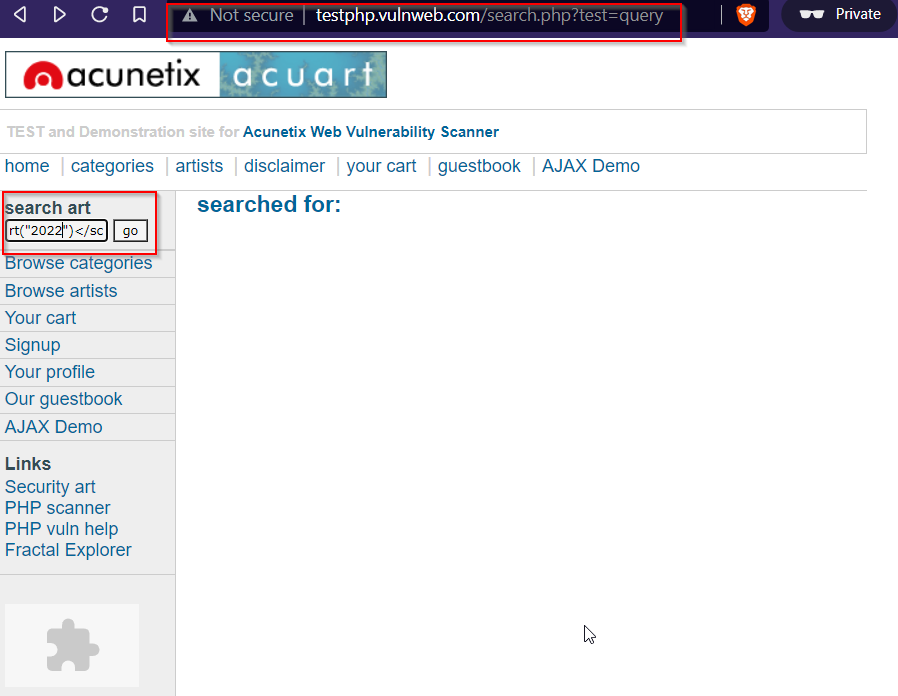 Not secure | testphp.vulnweb.com/search.php?test=query
Private
acunetix acuart
TEST and Demonstration site for Acunetix Web Vulnerability Scanner
home | categories | artists | disclaimer | your cart | guestbook | AJAX Demo
search art
rt("2022")</sc go
Browse categories
Browse artists
Your cart
Signup
Your profile
Our guestbook
AJAX Demo
Links
Security art
PHP scanner
PHP vuln help
Fractal Explorer
searched for: